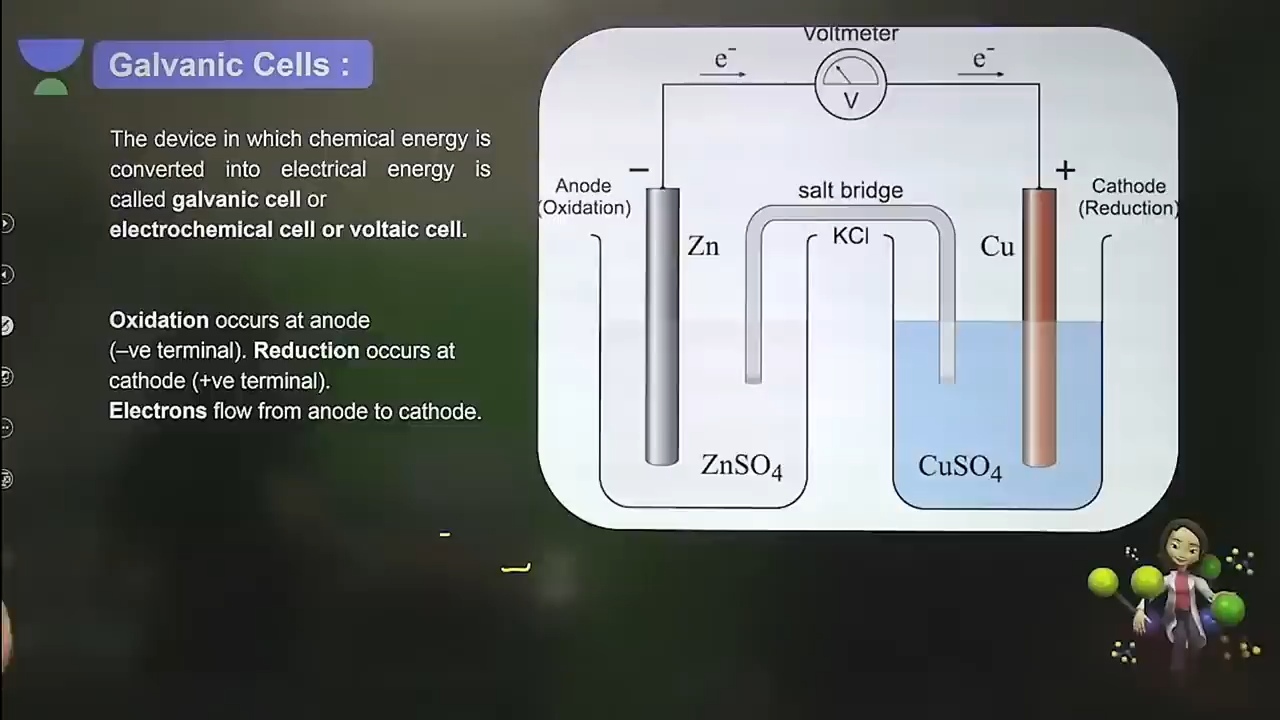 Galvanic Cells :
The device in which chemical energy is
converted into electrical energy is
called galvanic cell or
electrochemical cell or voltaic cell.
Oxidation occurs at anode
(–ve terminal). Reduction occurs at
cathode (+ve terminal).
Electrons flow from anode to cathode.
Voltmeter
e⁻
e⁻
V
−
+
Anode
(Oxidation)
salt bridge
Cathode
(Reduction)
Zn
KCl
Cu
ZnSO₄
CuSO₄